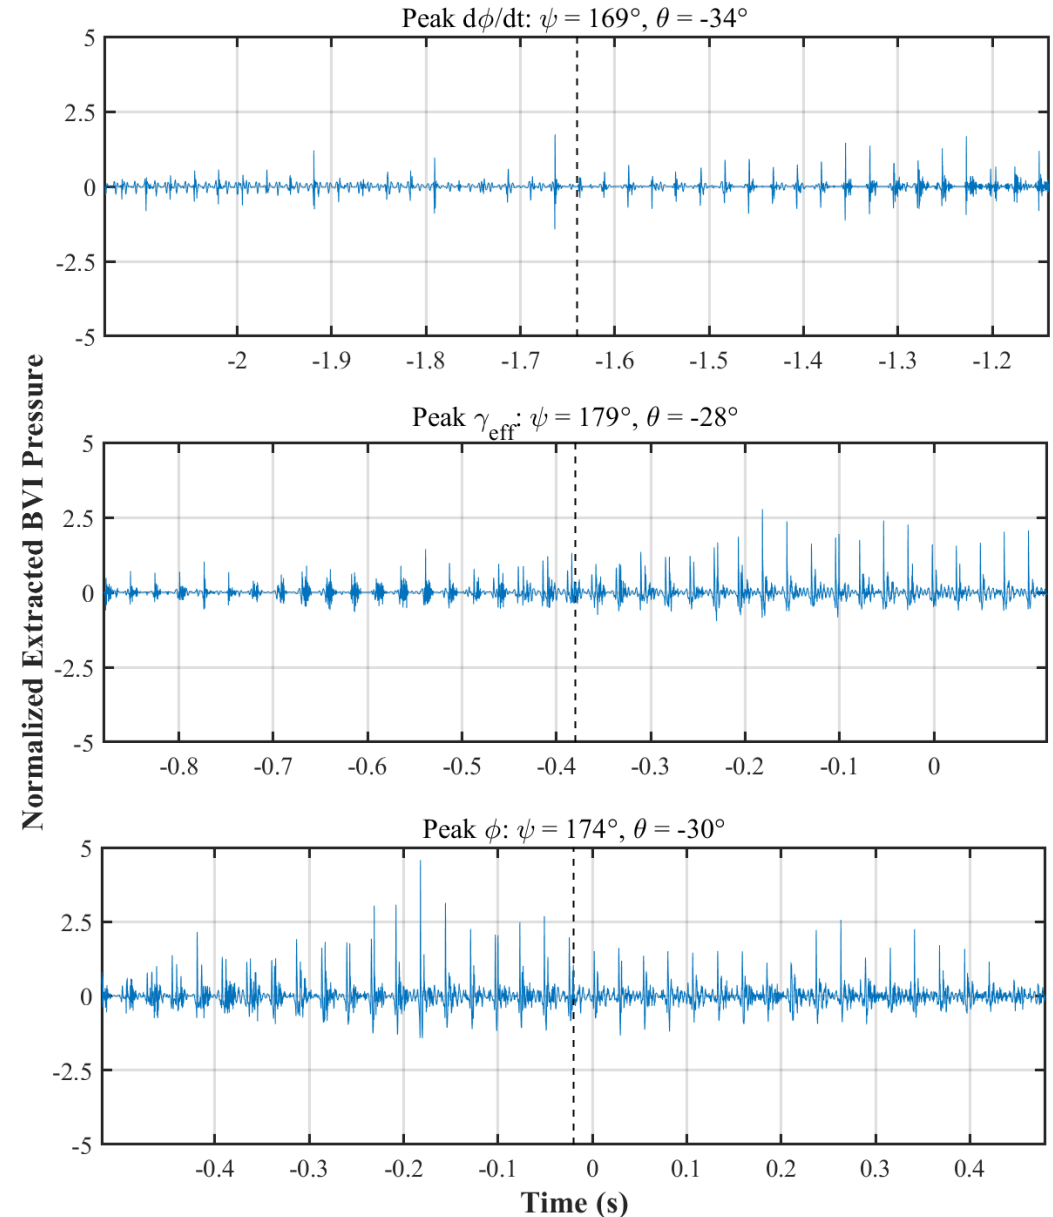 Peak dϕ/dt: ψ = 169°, θ = -34°
5
2.5
0
-2.5
-5
-2 -1.9 -1.8 -1.7 -1.6 -1.5 -1.4 -1.3 -1.2
Normalized Extracted BVI Pressure
Peak γeff: ψ = 179°, θ = -28°
5
2.5
0
-2.5
-5
-0.8 -0.7 -0.6 -0.5 -0.4 -0.3 -0.2 -0.1 0
Peak ϕ: ψ = 174°, θ = -30°
5
2.5
0
-2.5
-5
-0.4 -0.3 -0.2 -0.1 0 0.1 0.2 0.3 0.4
Time (s)